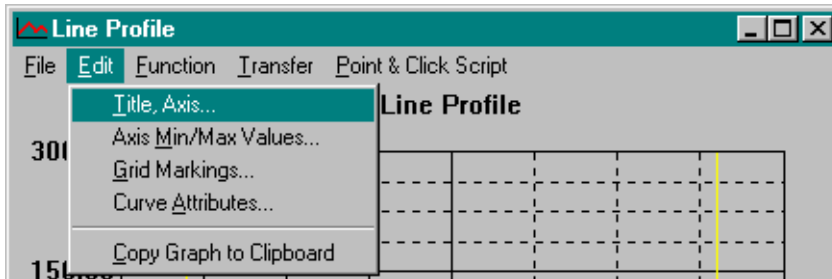 Line Profile
File Edit Function Transfer Point & Click Script
Title, Axis...
Line Profile
Axis Min/Max Values...
Grid Markings...
Curve Attributes...
Copy Graph to Clipboard